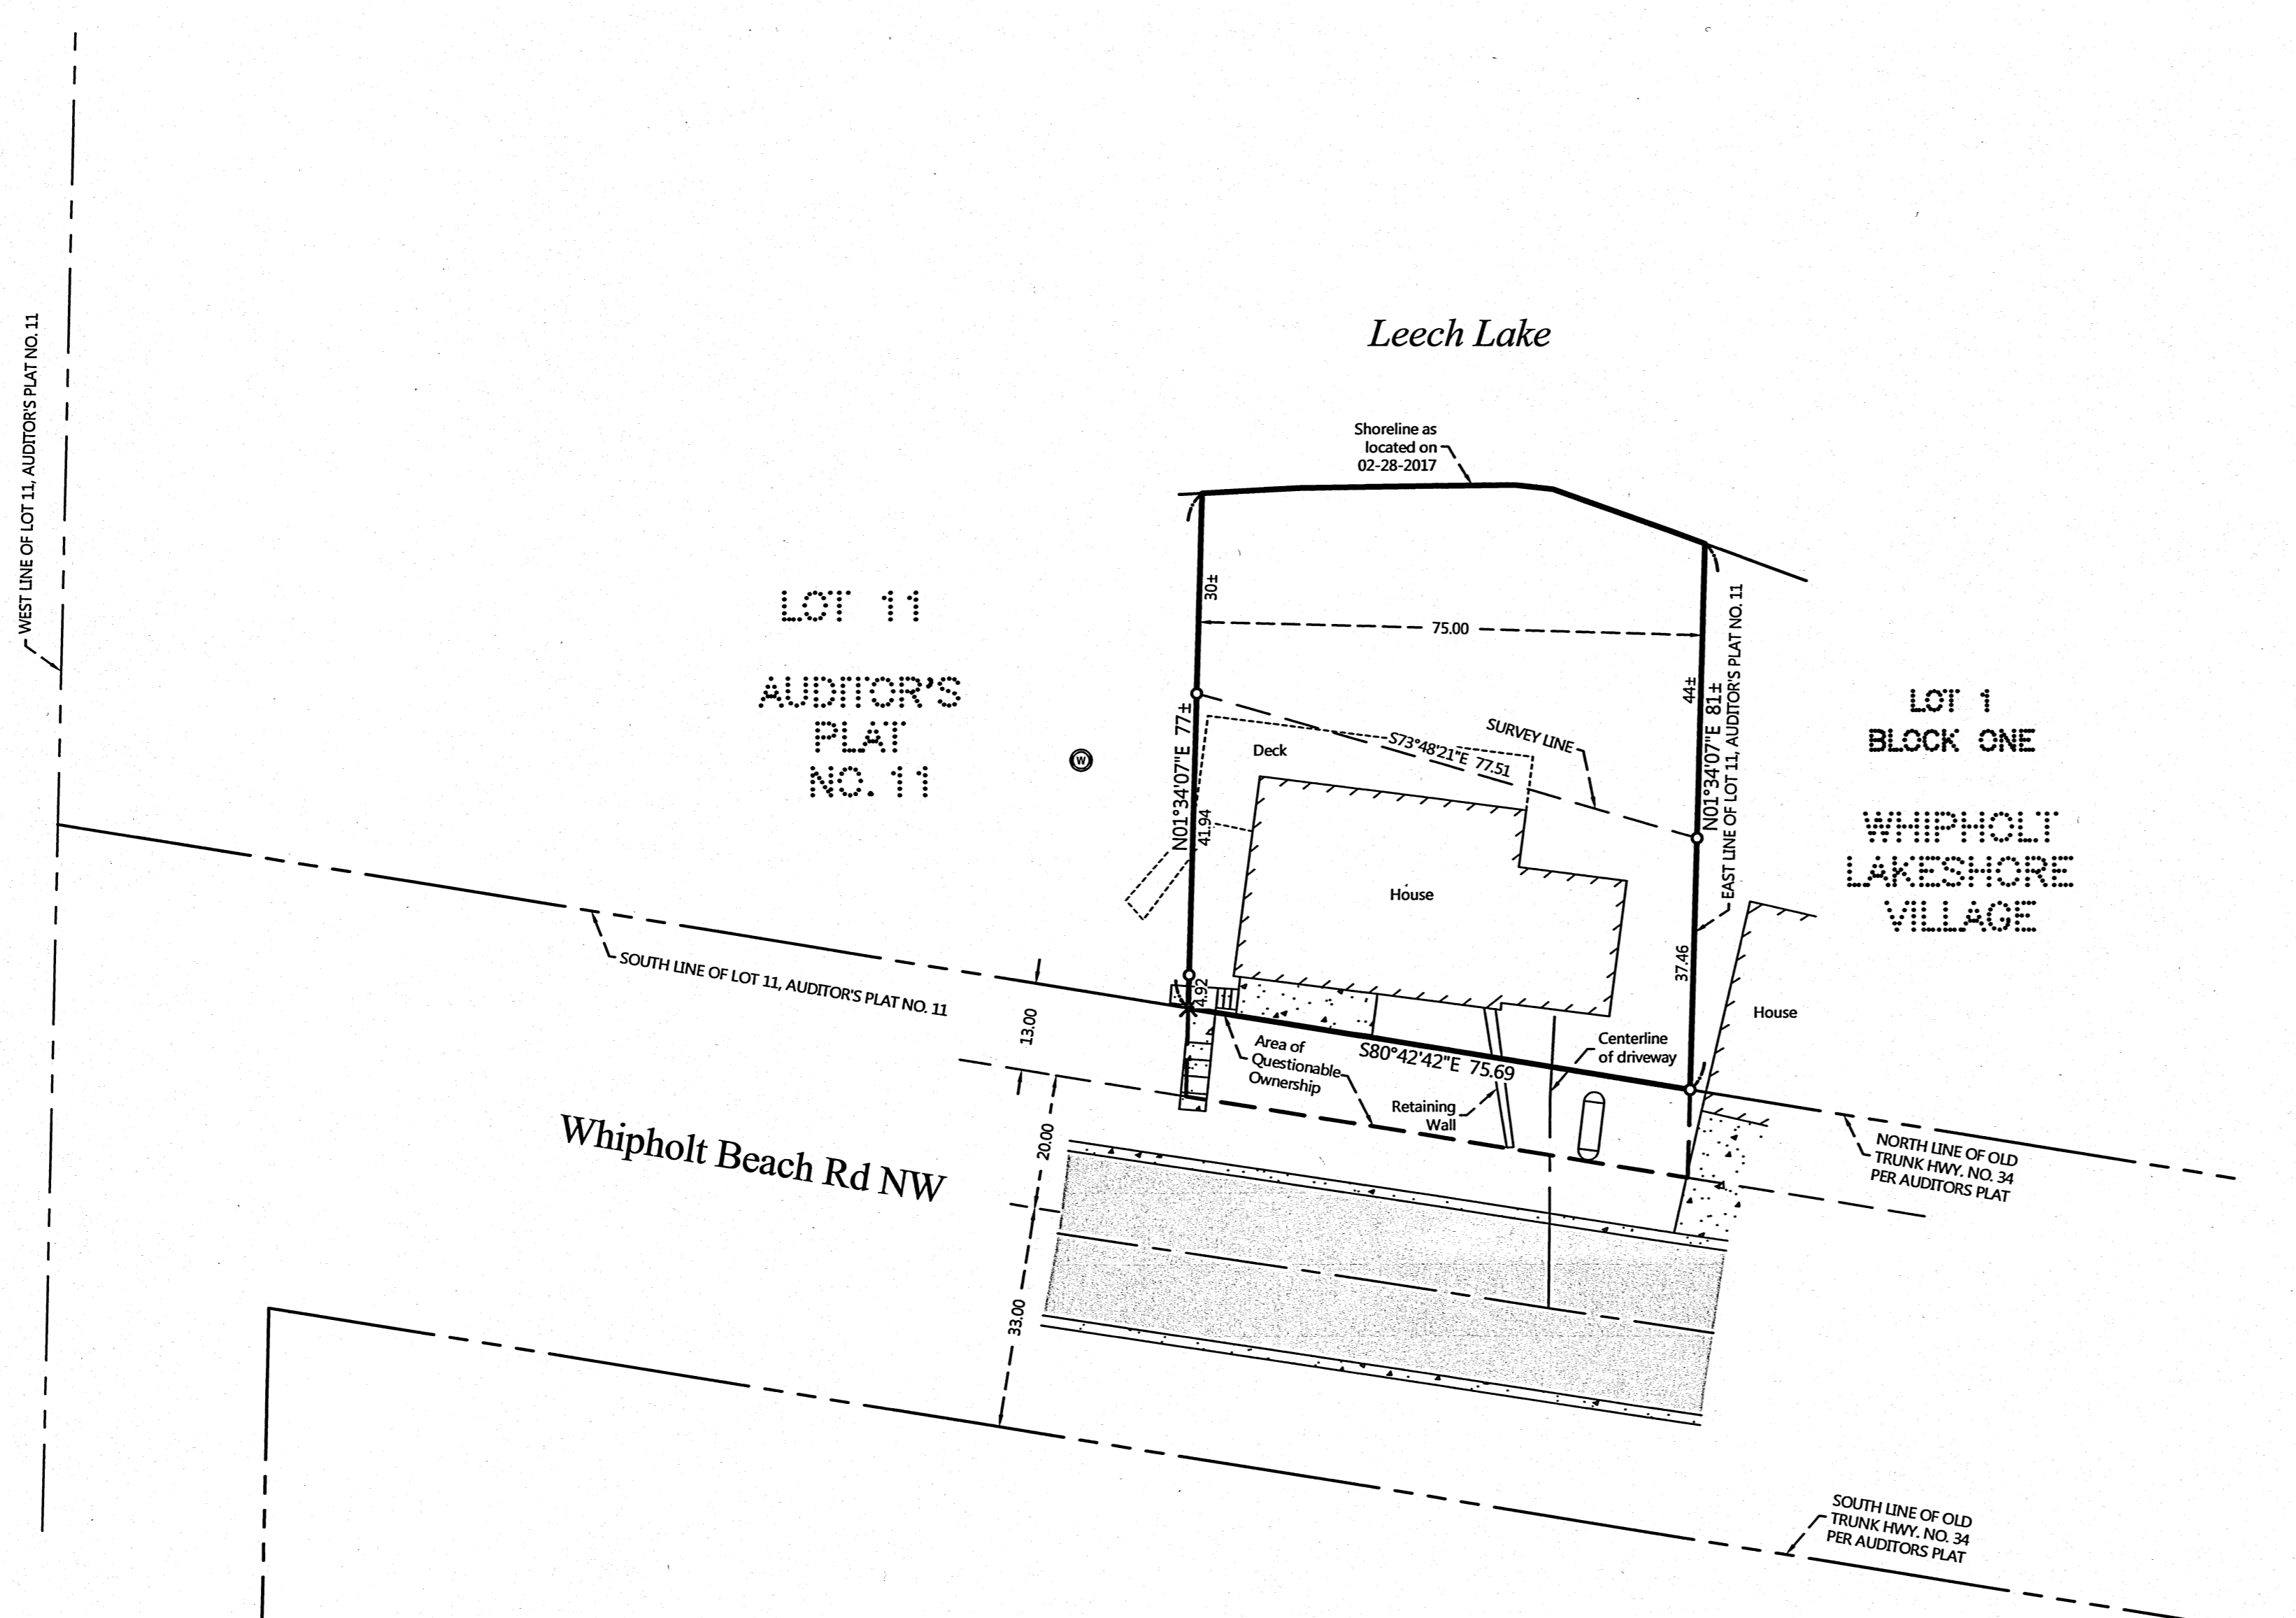 Leech Lake
Shoreline as
located on
02-28-2017
WEST LINE OF LOT 11, AUDITOR'S PLAT NO. 11
LOT 11
AUDITOR'S
PLAT
NO. 11
W
30±
75.00
N01°34'07"E 77±
41.94
4.92
Deck
S73°48'21"E 77.51
SURVEY LINE
44±
N01°34'07"E 81±
EAST LINE OF LOT 11, AUDITOR'S PLAT NO. 11
37.46
LOT 1
BLOCK ONE
WHIPHOLT
LAKESHORE
VILLAGE
House
House
SOUTH LINE OF LOT 11, AUDITOR'S PLAT NO. 11
13.00
Area of
Questionable
Ownership
S80°42'42"E 75.69
Centerline
of driveway
Retaining
Wall
Whipholt Beach Rd NW
20.00
33.00
NORTH LINE OF OLD
TRUNK HWY. NO. 34
PER AUDITORS PLAT
SOUTH LINE OF OLD
TRUNK HWY. NO. 34
PER AUDITORS PLAT